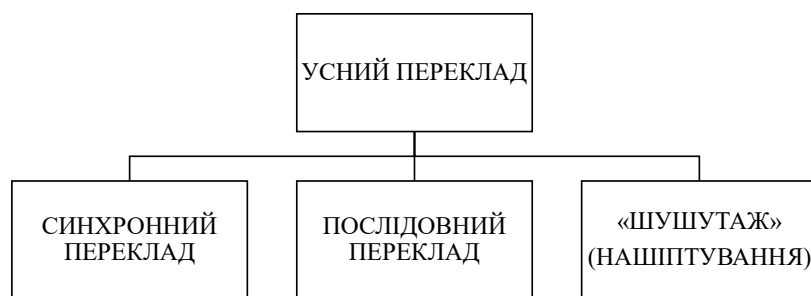 УСНИЙ ПЕРЕКЛАД
СИНХРОННИЙ
ПЕРЕКЛАД
ПОСЛІДОВНИЙ
ПЕРЕКЛАД
«ШУШУТАЖ»
(НАШІПТУВАННЯ)